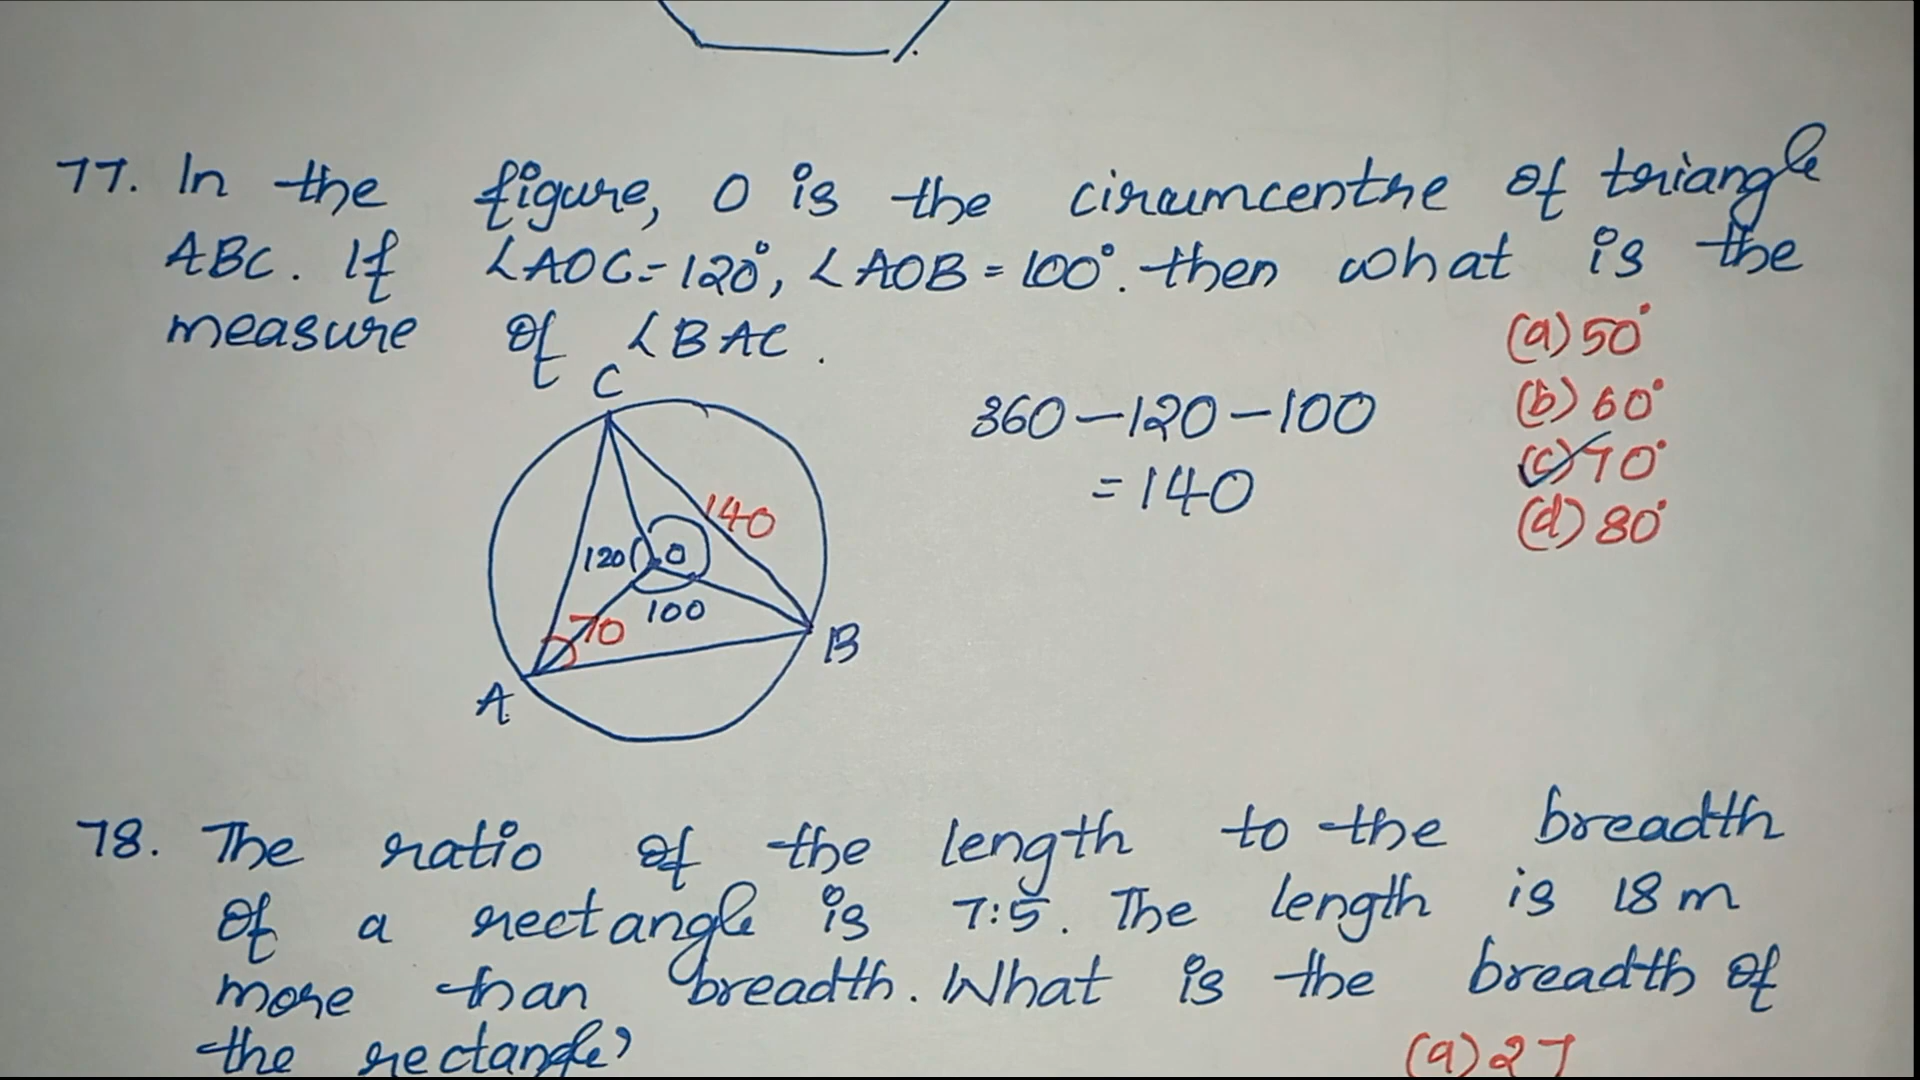 77. In the figure, O is the circumcentre of triangle
ABC. If ∠AOC = 120°, ∠AOB = 100°. then what is the
measure of ∠BAC.
(a) 50°
(b) 60°
(c) 70°
(d) 80°
360 - 120 - 100
= 140
C
140
120
O
100
70
B
A
78. The ratio of the length to the breadth
of a rectangle is 7:5. The length is 18 m
more than breadth. What is the breadth of
the rectangle?
(a) 27